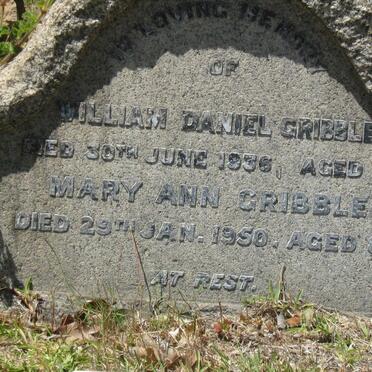 IN LOVING MEMORY
OF
WILLIAM DANIEL GRIBBLE
DIED 30TH JUNE 1936, AGED
MARY ANN GRIBBLE
DIED 29TH JAN. 1950, AGED
AT REST.